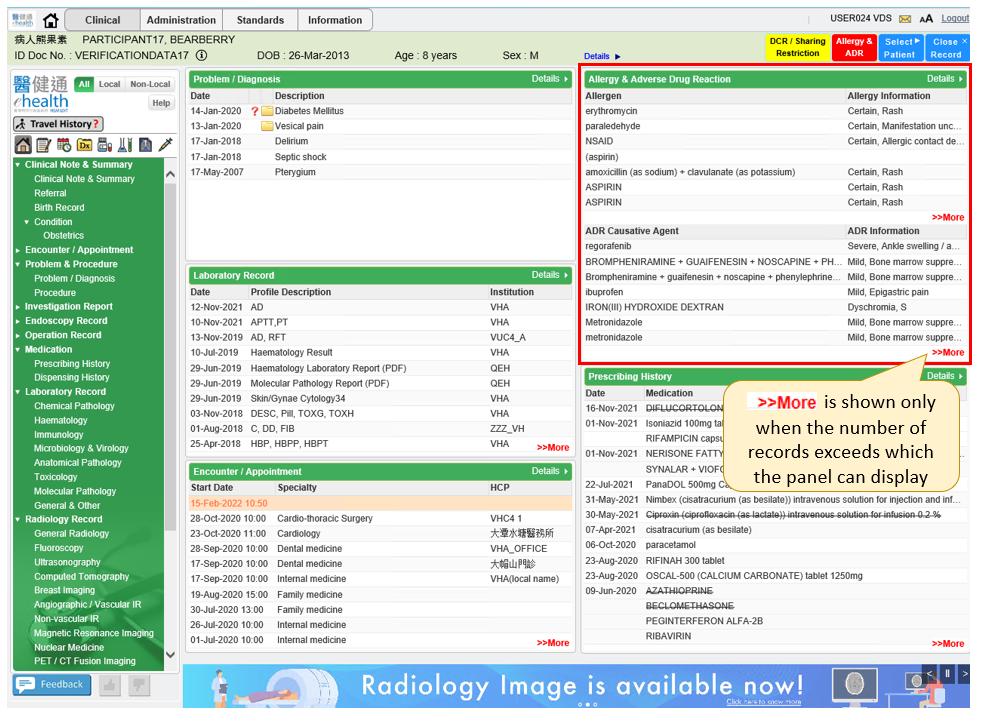 醫健通 ehealth Clinical Administration Standards Information USER024 VDS AA Logout
病人熊果素 PARTICIPANT17, BEARBERRY
ID Doc No. : VERIFICATIONDATA17 DOB : 26-Mar-2013 Age : 8 years Sex : M Details
DCR / Sharing Restriction
Allergy & ADR
Select Patient
Close × Record
醫健通 ehealth All Local Non-Local
Help
Travel History?
Clinical Note & Summary
Clinical Note & Summary
Referral
Birth Record
Condition
Obstetrics
Encounter / Appointment
Problem & Procedure
Problem / Diagnosis
Procedure
Investigation Report
Endoscopy Record
Operation Record
Medication
Prescribing History
Dispensing History
Laboratory Record
Chemical Pathology
Haematology
Immunology
Microbiology & Virology
Anatomical Pathology
Toxicology
Molecular Pathology
General & Other
Radiology Record
General Radiology
Fluoroscopy
Ultrasonography
Computed Tomography
Breast Imaging
Angiographic / Vascular IR
Non-vascular IR
Magnetic Resonance Imaging
Nuclear Medicine
PET / CT Fusion Imaging
Feedback
Problem / Diagnosis Details
Date Description
14-Jan-2020 ? Diabetes Mellitus
13-Jan-2020 Vesical pain
17-Jan-2018 Delirium
17-Jan-2018 Septic shock
17-May-2007 Pterygium
Laboratory Record Details
Date Profile Description Institution
12-Nov-2021 AD VHA
10-Nov-2021 APTT,PT VHA
13-Nov-2019 AD, RFT VUC4_A
10-Jul-2019 Haematology Result VHA
29-Jun-2019 Haematology Laboratory Report (PDF) QEH
29-Jun-2019 Molecular Pathology Report (PDF) QEH
29-Jun-2019 Skin/Gynae Cytology34 VHA
03-Nov-2018 DESC, Pill, TOXG, TOXH VHA
01-Aug-2018 C, DD, FIB ZZZ_VH
25-Apr-2018 HBP, HBPP, HBPT VHA >>More
Encounter / Appointment Details
Start Date Specialty HCP
15-Feb-2022 10:50
28-Oct-2020 10:00 Cardio-thoracic Surgery VHC4 1
23-Oct-2020 11:00 Cardiology 大潭水塘醫務所
28-Sep-2020 10:00 Dental medicine VHA_OFFICE
17-Sep-2020 10:00 Dental medicine 大帽山門診
17-Sep-2020 10:00 Internal medicine VHA(local name)
19-Aug-2020 15:00 Family medicine
30-Jul-2020 13:00 Family medicine
26-Jul-2020 10:00 Internal medicine
01-Jul-2020 10:00 Internal medicine >>More
Allergy & Adverse Drug Reaction Details
Allergen Allergy Information
erythromycin Certain, Rash
paraledehyde Certain, Manifestation unc...
NSAID Certain, Allergic contact de...
(aspirin)
amoxicillin (as sodium) + clavulanate (as potassium) Certain, Rash
ASPIRIN Certain, Rash
ASPIRIN Certain, Rash
>>More
ADR Causative Agent ADR Information
regorafenib Severe, Ankle swelling / a...
BROMPHENIRAMINE + GUAIFENESIN + NOSCAPINE + PH... Mild, Bone marrow suppre...
Brompheniramine + guaifenesin + noscapine + phenylephrine... Mild, Bone marrow suppre...
ibuprofen Mild, Epigastric pain
IRON(III) HYDROXIDE DEXTRAN Dyschromia, S
Metronidazole Mild, Bone marrow suppre...
metronidazole Mild, Bone marrow suppre...
>>More
Prescribing History Details
Date Medication
16-Nov-2021 DIFLUCORTOLON
01-Nov-2021 Isoniazid 100mg tab
RIFAMPICIN capsu
01-Nov-2021 NERISONE FATTY
SYNALAR + VIOFO
22-Jul-2021 PanaDOL 500mg C
31-May-2021 Nimbex (cisatracurium (as besilate)) intravenous solution for injection and inf...
30-May-2021 Ciproxin (ciprofloxacin (as lactate)) intravenous solution for infusion 0.2 %
07-Apr-2021 cisatracurium (as besilate)
06-Oct-2020 paracetamol
23-Aug-2020 RIFINAH 300 tablet
23-Aug-2020 OSCAL-500 (CALCIUM CARBONATE) tablet 1250mg
09-Jun-2020 AZATHIOPRINE
BECLOMETHASONE
PEGINTERFERON ALFA-2B
RIBAVIRIN
>>More
>>More is shown only
when the number of
records exceeds which
the panel can display
Radiology Image is available now!
Click here to know more